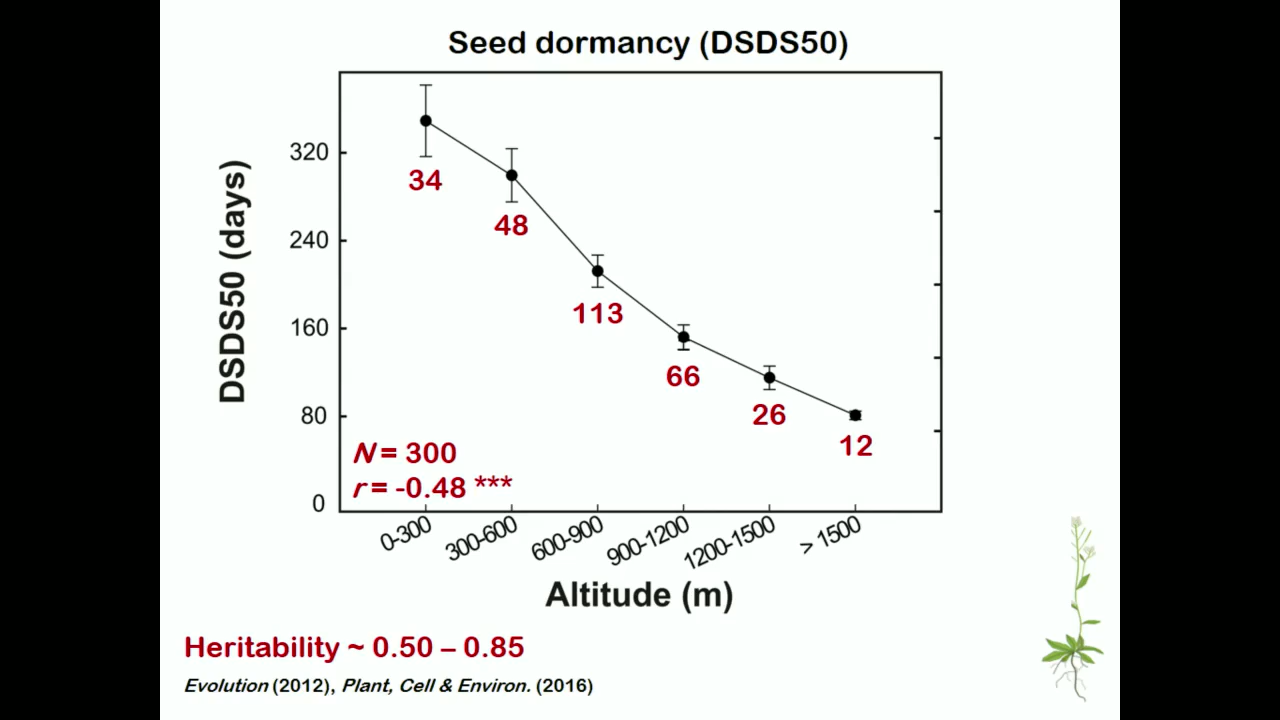 Seed dormancy (DSDS50)
DSDS50 (days)
320
240
160
80
0
34
48
113
66
26
12
N = 300
r = -0.48 ***
0-300
300-600
600-900
900-1200
1200-1500
> 1500
Altitude (m)
Heritability ~ 0.50 – 0.85
Evolution (2012), Plant, Cell & Environ. (2016)